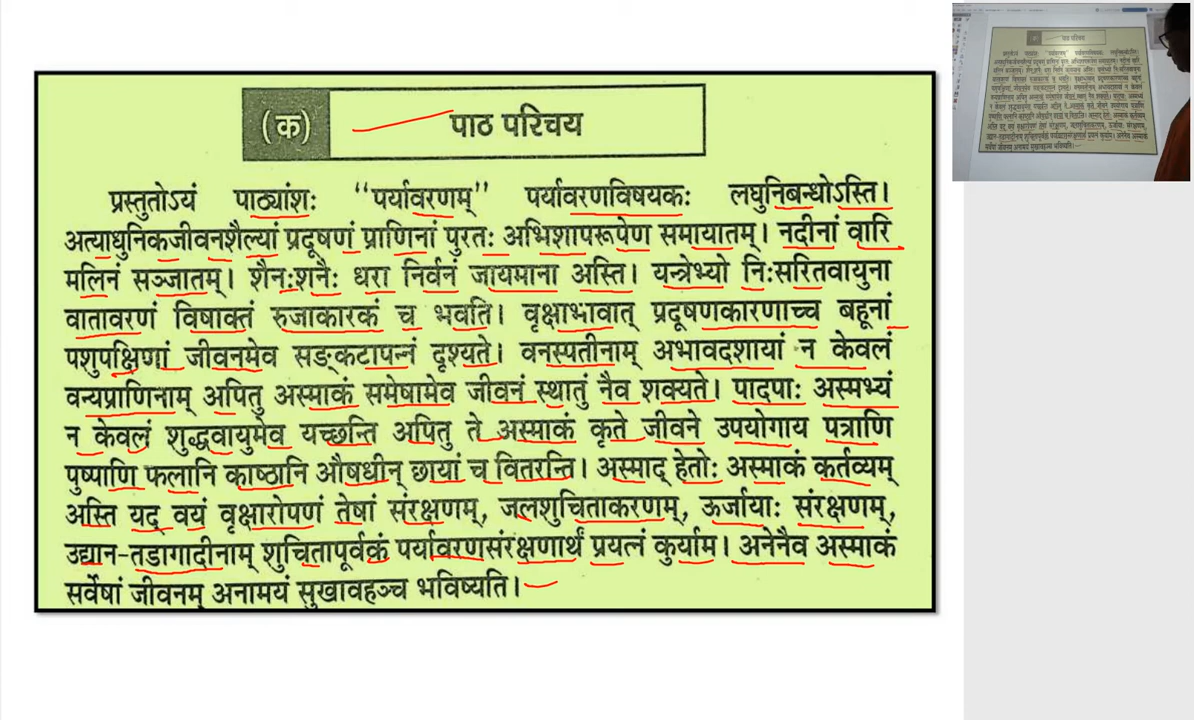 (क) पाठ परिचय
प्रस्तुतोऽयं पाठ्यांशः “पर्यावरणम्” पर्यावरणविषयकः लघुनिबन्धोऽस्ति।
अत्याधुनिकजीवनशैल्यां प्रदूषणं प्राणिनां पुरतः अभिशापरूपेण समायातम्। नदीनां वारि
मलिनं सञ्जातम्। शैनःशनैः धरा निर्वनं जायमाना अस्ति। यन्त्रेभ्यो निःसरितवायुना
वातावरणं विषाक्तं रुजाकारकं च भवति। वृक्षाभावात् प्रदूषणकारणाच्च बहूनां
पशुपक्षिणां जीवनमेव सङ्कटापन्नं दृश्यते। वनस्पतीनाम् अभावदशायां न केवलं
वन्यप्राणिनाम् अपितु अस्माकं समेषामेव जीवनं स्थातुं नैव शक्यते। पादपाः अस्मभ्यं
न केवलं शुद्धवायुमेव यच्छन्ति अपितु ते अस्माकं कृते जीवने उपयोगाय पत्राणि
पुष्पाणि फलानि काष्ठानि औषधीन् छायां च वितरन्ति। अस्माद् हेतोः अस्माकं कर्तव्यम्
अस्ति यद् वयं वृक्षारोपणं तेषां संरक्षणम्, जलशुचिताकरणम्, ऊर्जायाः संरक्षणम्,
उद्यान-तडागादीनाम् शुचितापूर्वकं पर्यावरणसंरक्षणार्थं प्रयत्नं कुर्याम। अनेनैव अस्माकं
सर्वेषां जीवनम् अनामयं सुखावहञ्च भविष्यति।